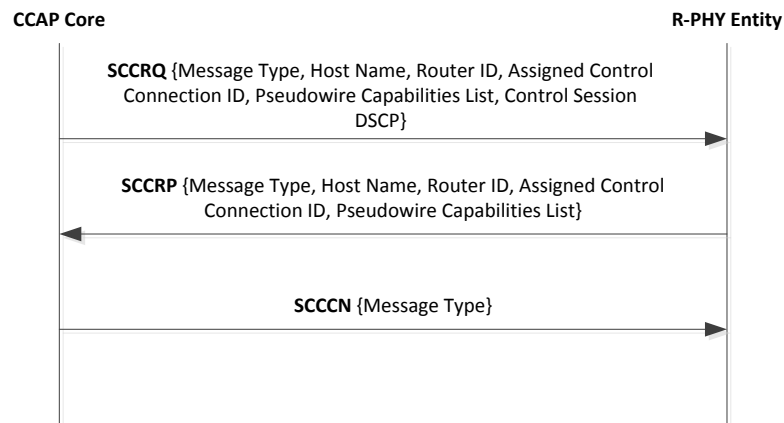 CCAP Core
R-PHY Entity
SCCRQ {Message Type, Host Name, Router ID, Assigned Control
Connection ID, Pseudowire Capabilities List, Control Session
DSCP}
SCCRP {Message Type, Host Name, Router ID, Assigned Control
Connection ID, Pseudowire Capabilities List}
SCCCN {Message Type}